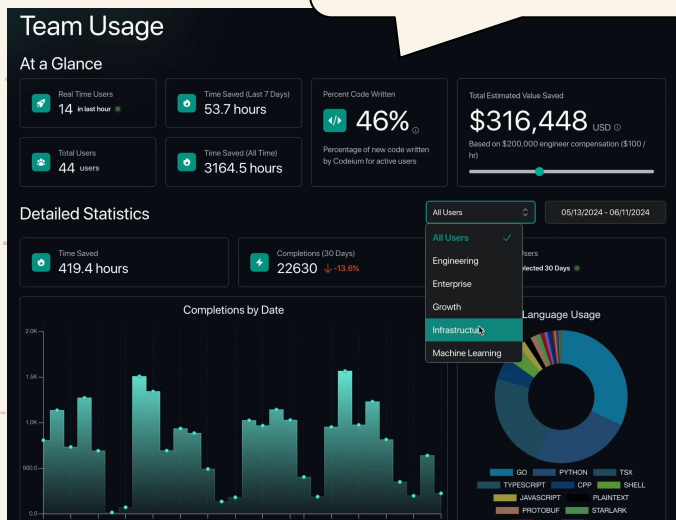 Team Usage
At a Glance
Real Time Users
14 in last hour
Total Users
44 users
Time Saved (Last 7 Days)
53.7 hours
Time Saved (All Time)
3164.5 hours
Percent Code Written
46%
Percentage of new code written
by Codeium for active users
Total Estimated Value Saved
$316,448 USD
Based on $200,000 engineer compensation ($100 /
hr)
Detailed Statistics
All Users
05/13/2024 - 06/11/2024
All Users
Engineering
Enterprise
Growth
Infrastructure
Machine Learning
Time Saved
419.4 hours
Completions (30 Days)
22630 ↓ -13.6%
30 Days
Completions by Date
2.0K
1.5K
1.0K
500.0
0.0
Language Usage
GO PYTHON TSX
TYPESCRIPT CPP SHELL
JAVASCRIPT PLAINTEXT
PROTOBUF STARLARK